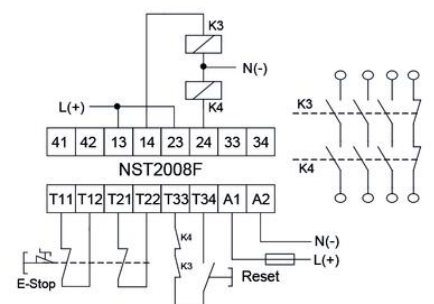 K3
N(-)
L(+)
K4
41 42 13 14 23 24 33 34
NST2008F
T11 T12 T21 T22 T33 T34 A1 A2
K4
K3
E-Stop
Reset
N(-)
L(+)
K3
K4